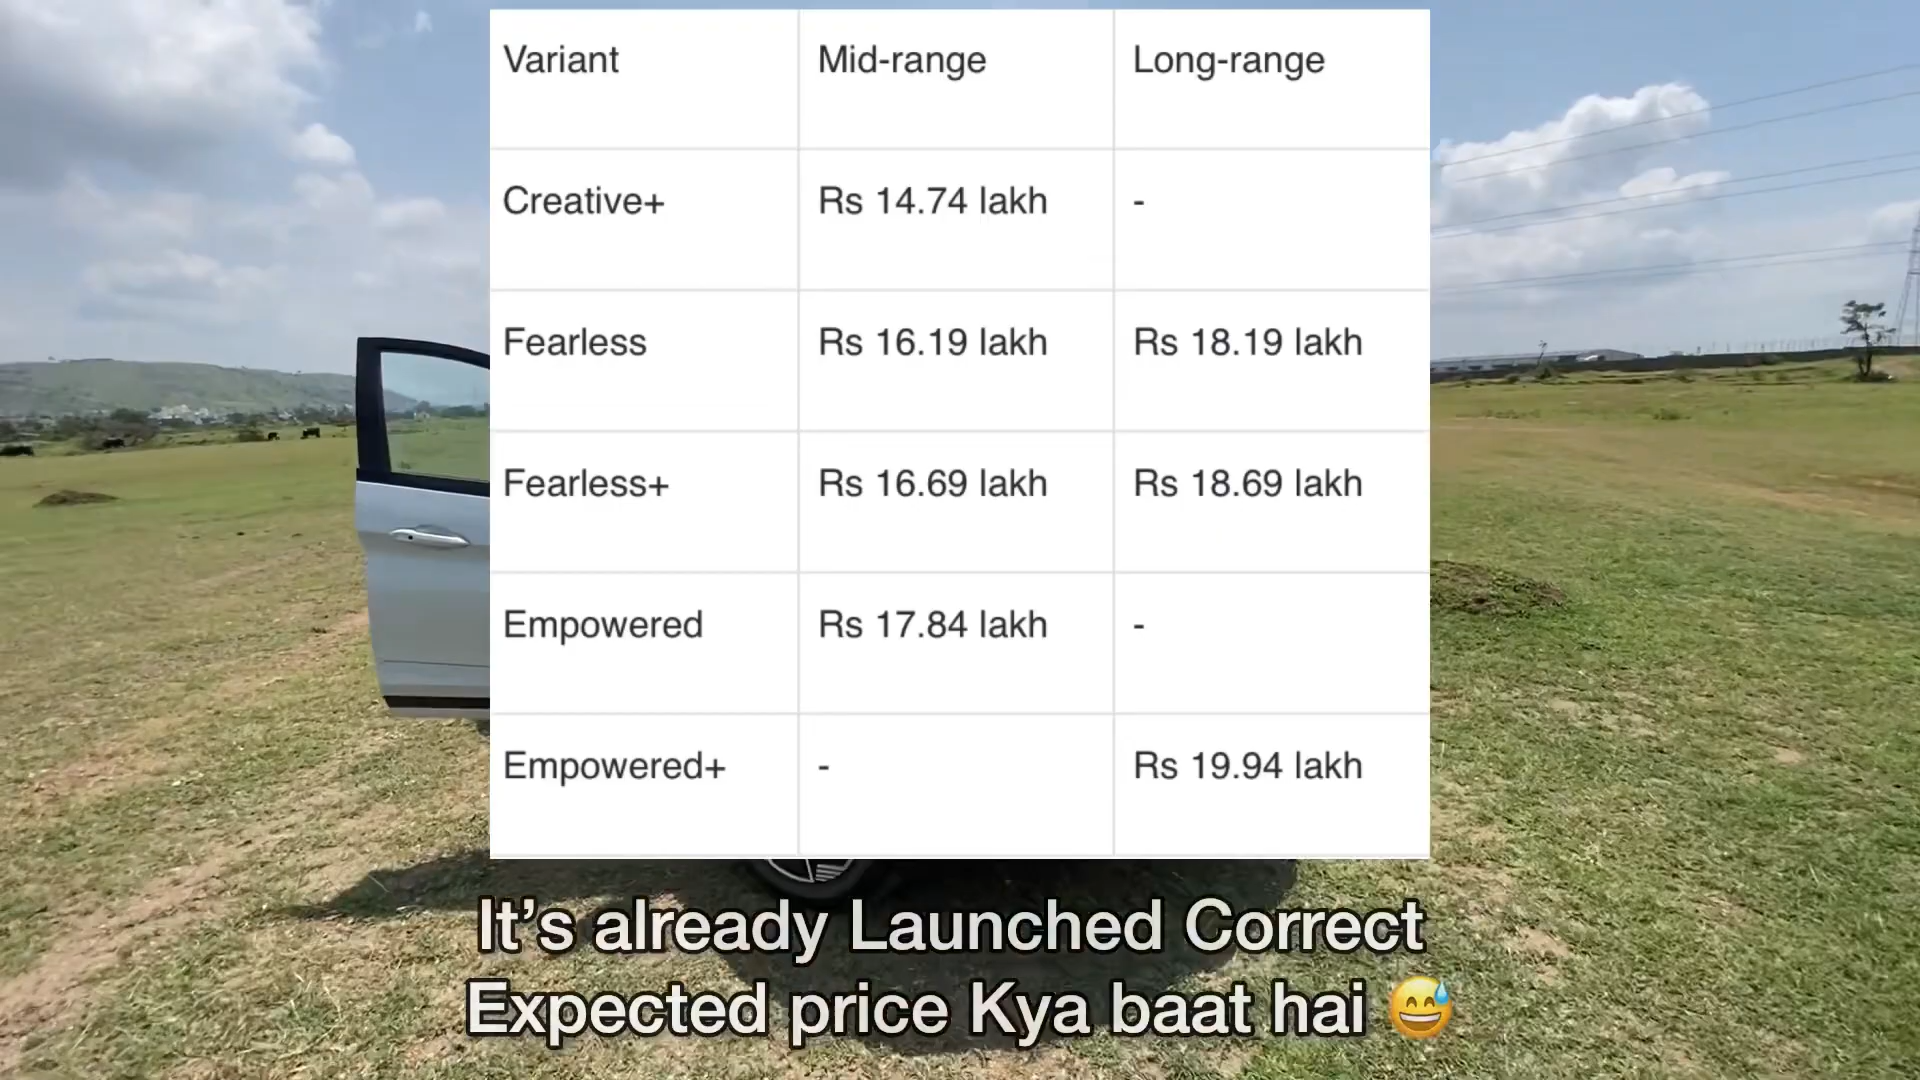 Variant Mid-range Long-range
Creative+ Rs 14.74 lakh -
Fearless Rs 16.19 lakh Rs 18.19 lakh
Fearless+ Rs 16.69 lakh Rs 18.69 lakh
Empowered Rs 17.84 lakh -
Empowered+ - Rs 19.94 lakh
It’s already Launched Correct
Expected price Kya baat hai 😅